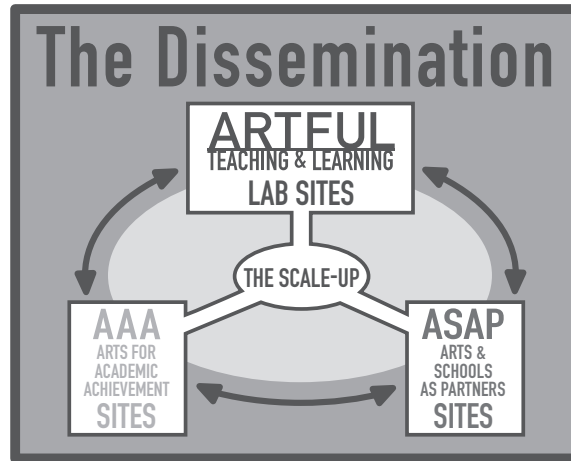 The Dissemination
ARTFUL
TEACHING & LEARNING
LAB SITES
THE SCALE-UP
AAA
ARTS FOR
ACADEMIC
ACHIEVEMENT
SITES
ASAP
ARTS &
SCHOOLS
AS PARTNERS
SITES